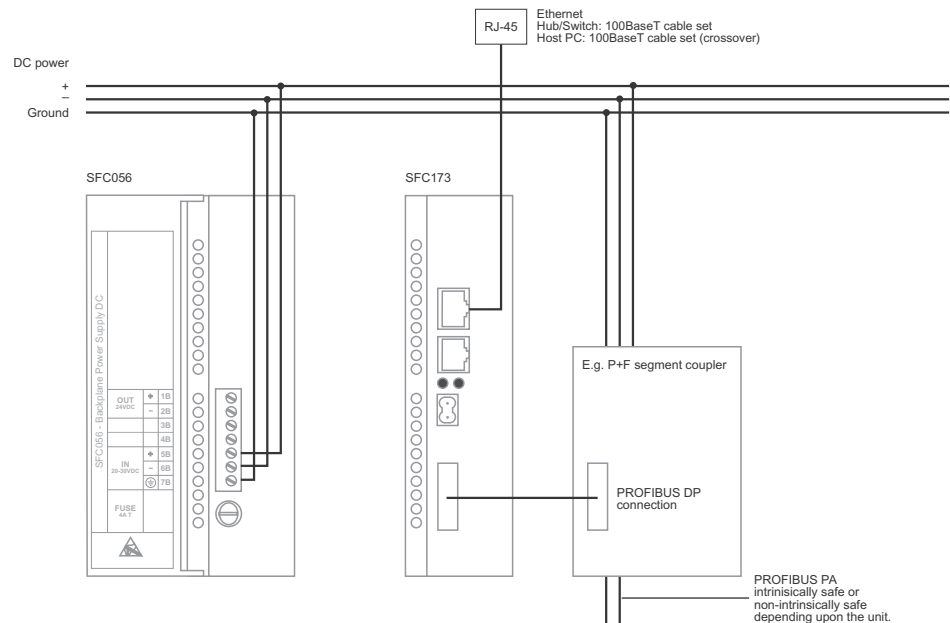 RJ-45
Ethernet
Hub/Switch: 100BaseT cable set
Host PC: 100BaseT cable set (crossover)
DC power
+
−
Ground
SFC056
SFC173
SFC056 - Backplane Power Supply DC
OUT
24VDC
+ 1B
− 2B
3B
4B
IN
20-30VDC
+ 5B
− 6B
7B
FUSE
4A T
E.g. P+F segment coupler
PROFIBUS DP
connection
PROFIBUS PA
intrinisically safe or
non-intrinsically safe
depending upon the unit.